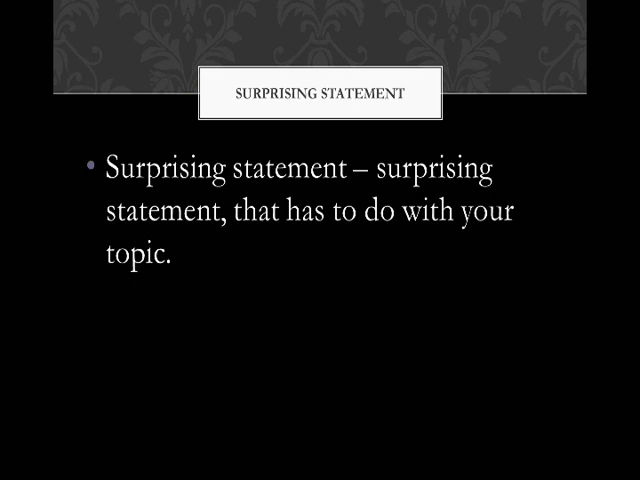 SURPRISING STATEMENT
• Surprising statement – surprising
statement, that has to do with your
topic.